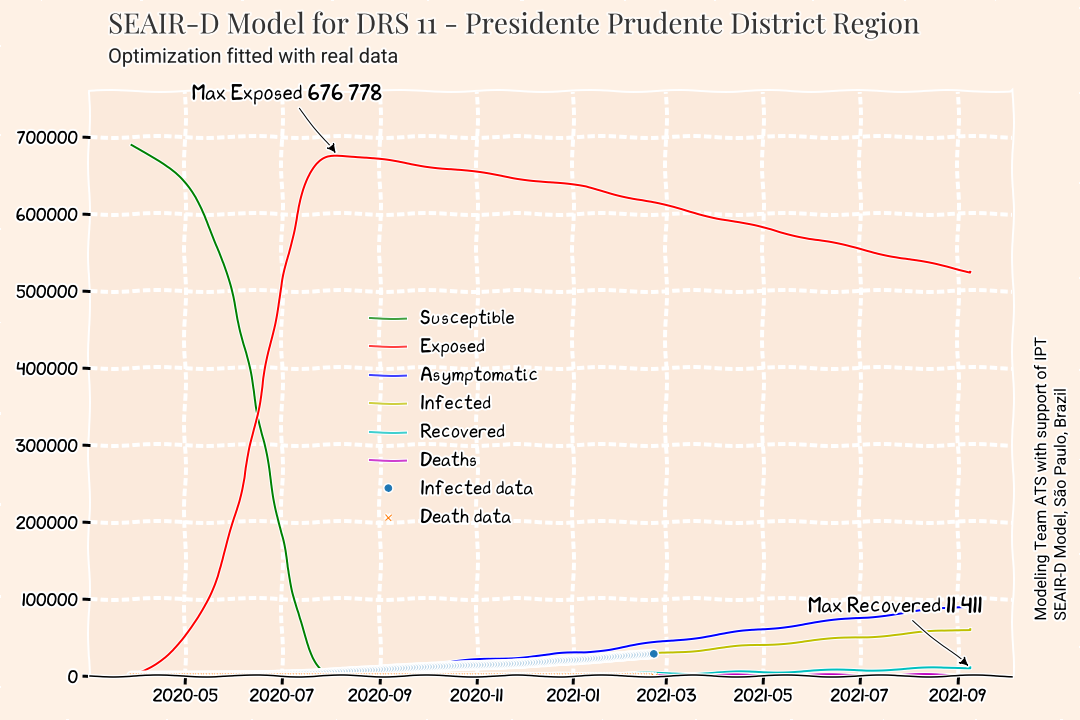 SEAIR-D Model for DRS 11 - Presidente Prudente District Region
Optimization fitted with real data
Max Exposed 676 778
700000
600000
500000
400000
300000
200000
100000
0
Susceptible
Exposed
Asymptomatic
Infected
Recovered
Deaths
Infected data
Death data
Max Recovered 11 411
2020-05
2020-07
2020-09
2020-11
2021-01
2021-03
2021-05
2021-07
2021-09
Modeling Team ATS with support of IPT
SEAIR-D Model, São Paulo, Brazil